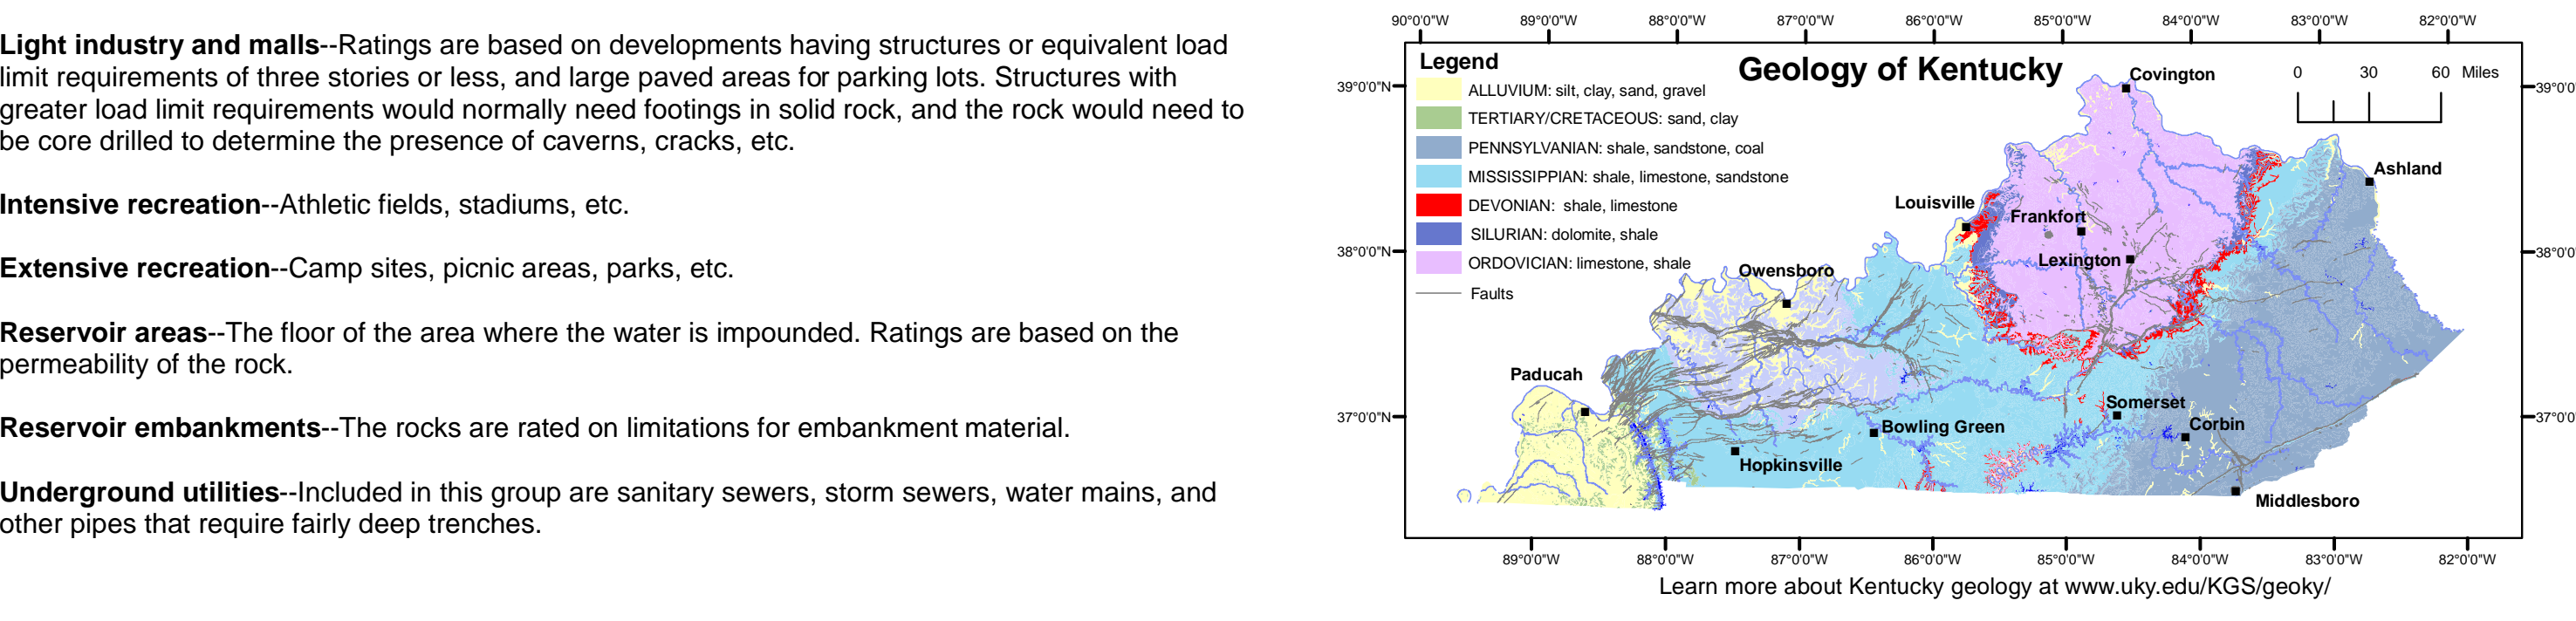 Light industry and malls--Ratings are based on developments having structures or equivalent load
limit requirements of three stories or less, and large paved areas for parking lots. Structures with
greater load limit requirements would normally need footings in solid rock, and the rock would need to
be core drilled to determine the presence of caverns, cracks, etc.
Intensive recreation--Athletic fields, stadiums, etc.
Extensive recreation--Camp sites, picnic areas, parks, etc.
Reservoir areas--The floor of the area where the water is impounded. Ratings are based on the
permeability of the rock.
Reservoir embankments--The rocks are rated on limitations for embankment material.
Underground utilities--Included in this group are sanitary sewers, storm sewers, water mains, and
other pipes that require fairly deep trenches.
90°0'0"W 89°0'0"W 88°0'0"W 87°0'0"W 86°0'0"W 85°0'0"W 84°0'0"W 83°0'0"W 82°0'0"W
Legend
Geology of Kentucky
0 30 60 Miles
ALLUVIUM: silt, clay, sand, gravel
TERTIARY/CRETACEOUS: sand, clay
PENNSYLVANIAN: shale, sandstone, coal
MISSISSIPPIAN: shale, limestone, sandstone
DEVONIAN: shale, limestone
SILURIAN: dolomite, shale
ORDOVICIAN: limestone, shale
Faults
Covington
Ashland
Louisville
Frankfort
Lexington
Owensboro
Paducah
Somerset
Corbin
Bowling Green
Hopkinsville
Middlesboro
39°0'0"N
38°0'0"N
37°0'0"N
39°0'0
38°0'0
37°0'0
89°0'0"W 88°0'0"W 87°0'0"W 86°0'0"W 85°0'0"W 84°0'0"W 83°0'0"W 82°0'0"W
Learn more about Kentucky geology at www.uky.edu/KGS/geoky/